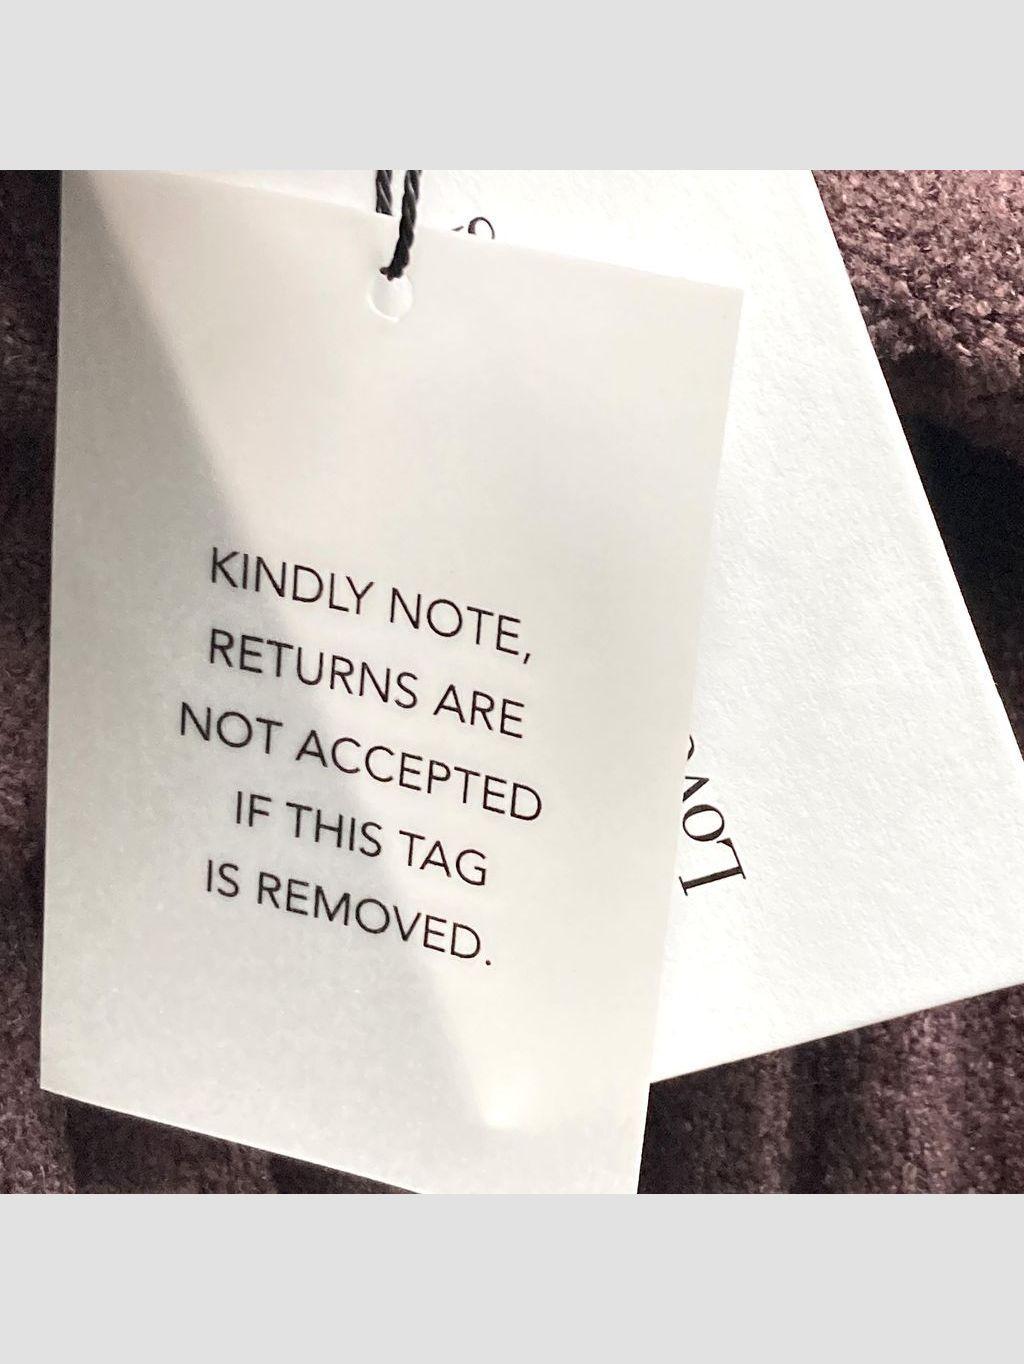 KINDLY NOTE,
RETURNS ARE
NOT ACCEPTED
IF THIS TAG
IS REMOVED.